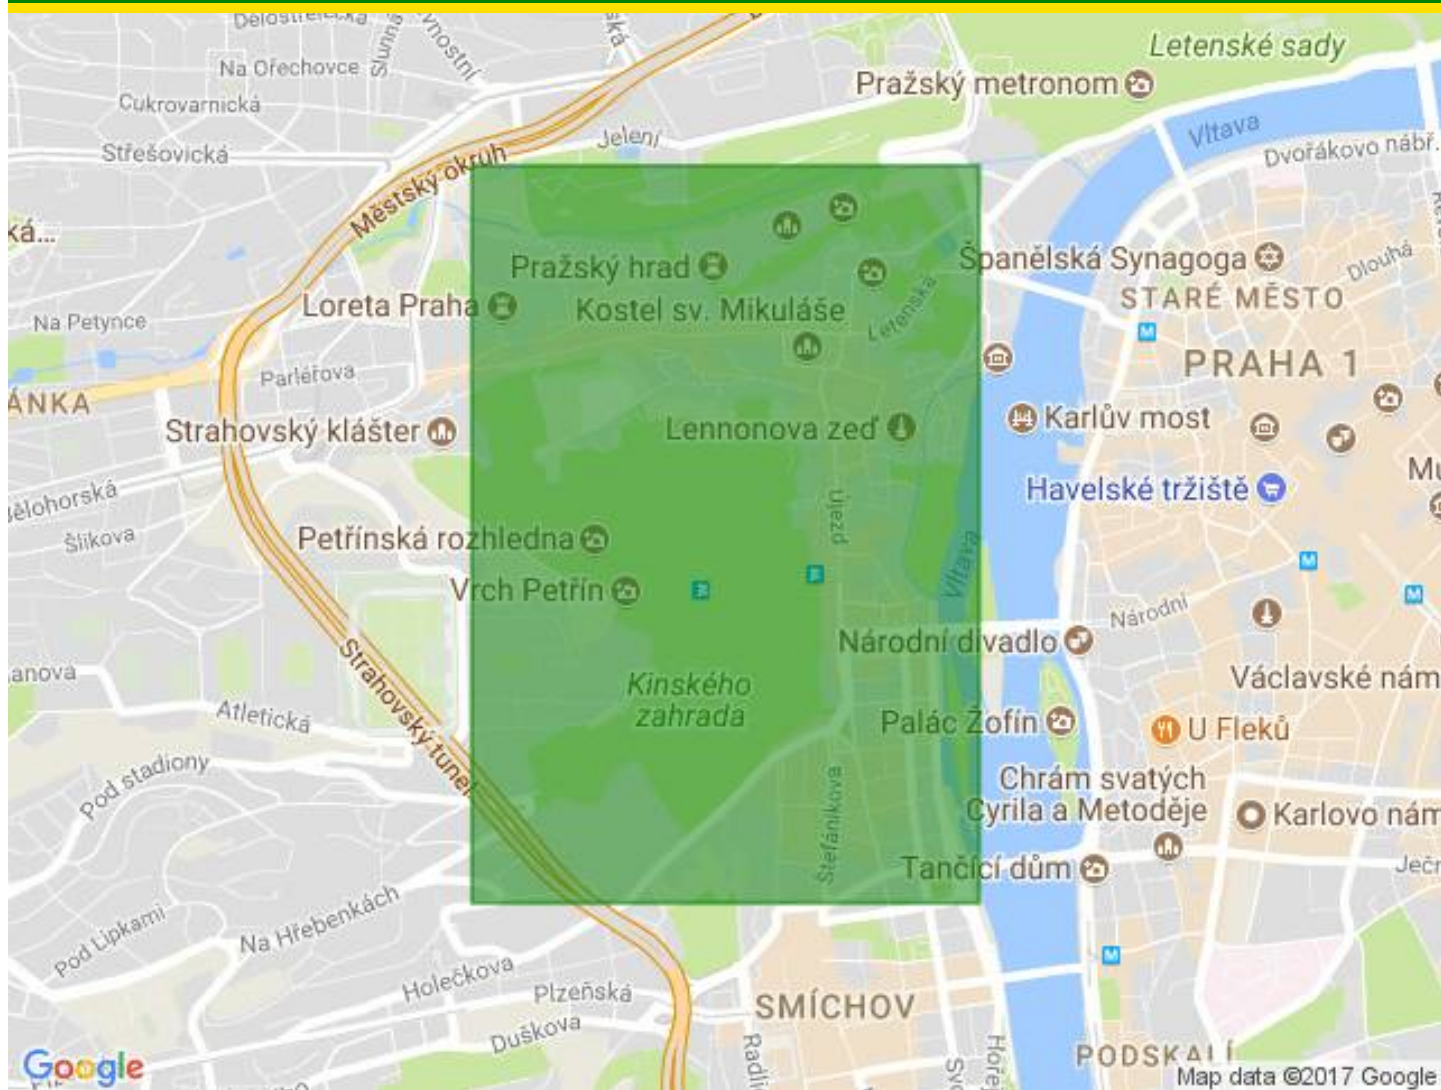 Na Ořechovce
Slunná
Letenské sady
Pražský metronom
Cukrovarnická
Střešovická
Jelení
Vltava
Dvořákovo nábř.
Městský okruh
Pražský hrad
Španělská Synagoga
Dlouhá
Loreta Praha
Kostel sv. Mikuláše
Letenská
STARÉ MĚSTO
Na Petynce
Parléřova
PRAHA 1
ÁNKA
Strahovský klášter
Lennonova zeď
Karlův most
Havelské tržiště
Újezd
Šlikova
Petřínská rozhledna
Vrch Petřín
Vltava
Národní
Národní divadlo
Strahovský tunel
Kinského
zahrada
Václavské nám
Atletická
Palác Žofín
U Fleků
Pod stadiony
Štefánikova
Chrám svatých
Cyrila a Metoděje
Karlovo nám
Tančící dům
Ječn
Pod Lipkami
Na Hřebenkách
Holečkova
Plzeňská
SMÍCHOV
Duškova
PODSKALÍ
Google
Map data ©2017 Google